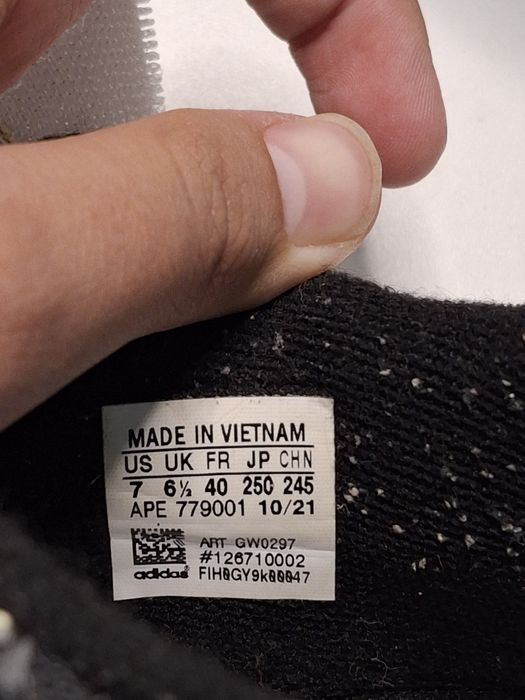 MADE IN VIETNAM
US UK FR JP CHN
7 6½ 40 250 245
APE 779001 10/21
ART GW0297
#126710002
adidas® FIH0GY9k00047